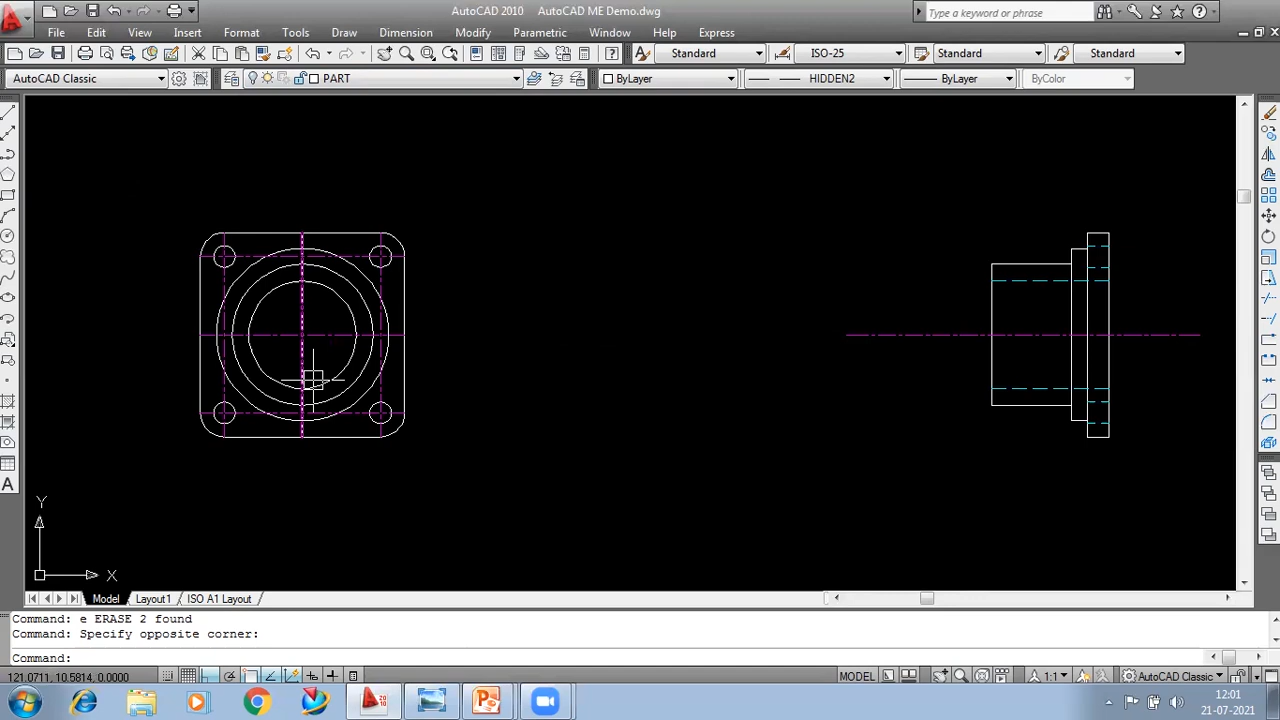 AutoCAD 2010 AutoCAD ME Demo.dwg
Type a keyword or phrase
File Edit View Insert Format Tools Draw Dimension Modify Parametric Window Help Express
Standard ISO-25 Standard Standard
AutoCAD Classic PART ByLayer HIDDEN2 ByLayer ByColor
A
Y
X
Model Layout1 ISO A1 Layout
Command: e ERASE 2 found
Command: Specify opposite corner:
Command:
121.0711, 10.5814, 0.0000 MODEL 1:1 AutoCAD Classic
12:01
21-07-2021